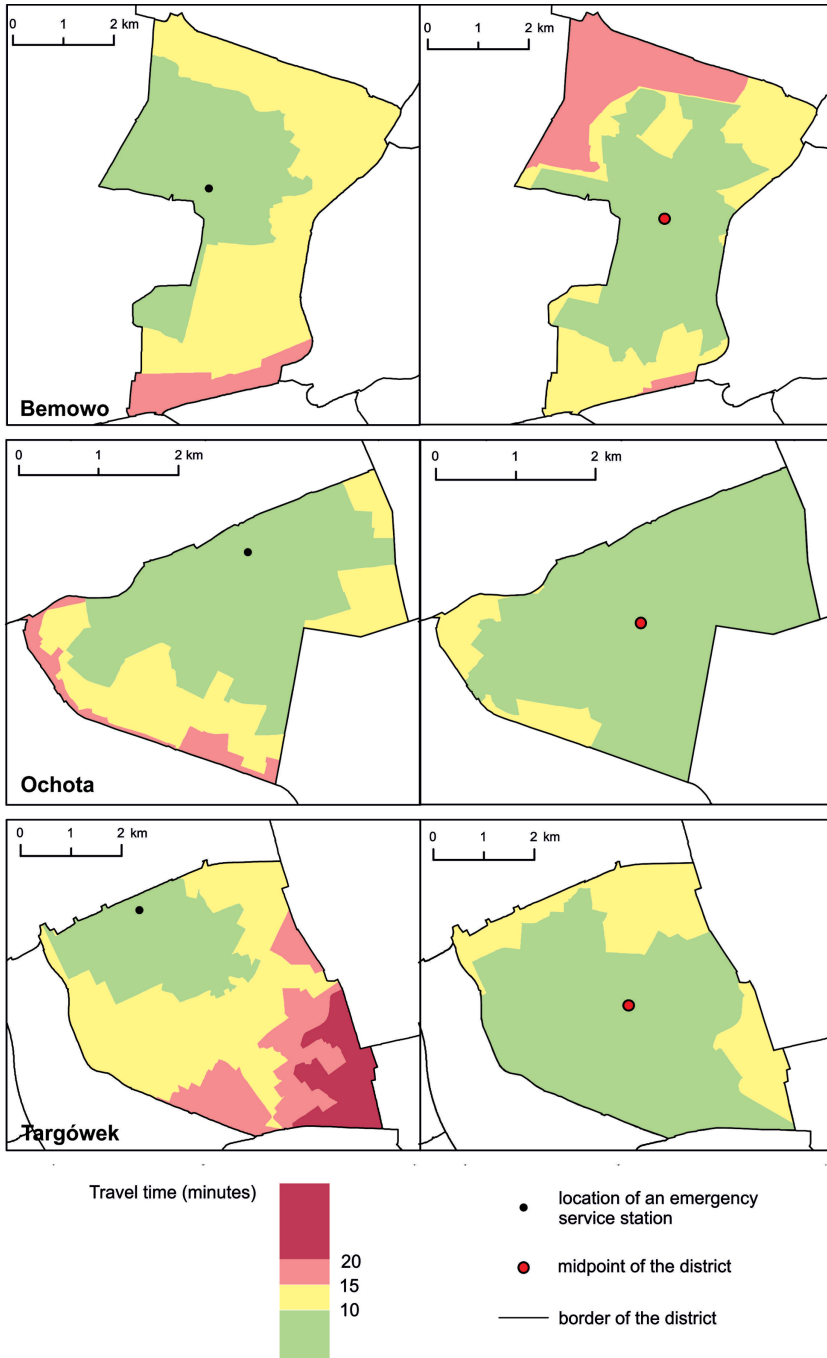 0 1 2 km
0 1 2 km
Bemowo
0 1 2 km
0 1 2 km
Ochota
0 1 2 km
0 1 2 km
Targówek
Travel time (minutes)
20
15
10
location of an emergency
service station
midpoint of the district
border of the district